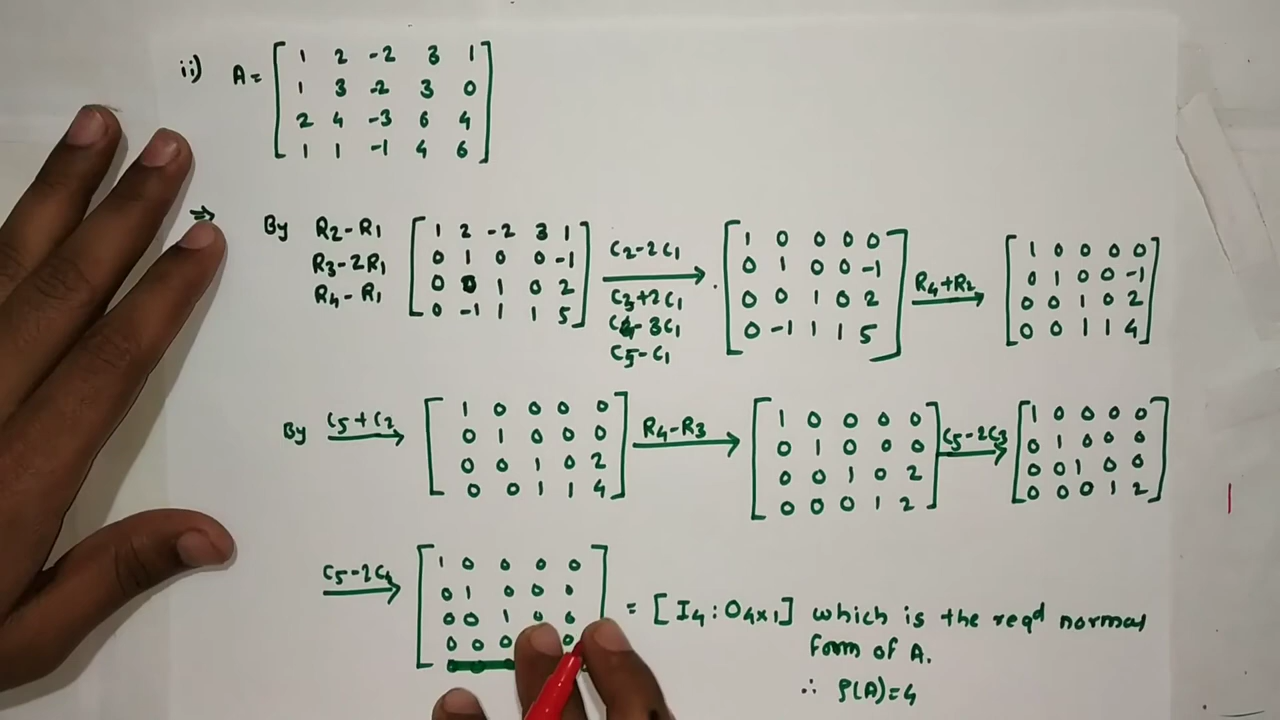 ii) A = [ 1 2 -2 3 1
1 3 -2 3 0
2 4 -3 6 4
1 1 -1 4 6 ]
⇒ By R2-R1 R3-2R1 R4-R1 [ 1 2 -2 3 1
0 1 0 0 -1
0 0 1 0 2
0 -1 1 1 5 ]
C2-2C1 C3+2C1 C4-3C1 C5-C1 → [ 1 0 0 0 0
0 1 0 0 -1
0 0 1 0 2
0 -1 1 1 5 ]
R4+R2 → [ 1 0 0 0 0
0 1 0 0 -1
0 0 1 0 2
0 0 1 1 4 ]
By C5+C2 → [ 1 0 0 0 0
0 1 0 0 0
0 0 1 0 2
0 0 1 1 4 ]
R4-R3 → [ 1 0 0 0 0
0 1 0 0 0
0 0 1 0 2
0 0 0 1 2 ]
C5-2C3 → [ 1 0 0 0 0
0 1 0 0 0
0 0 1 0 0
0 0 0 1 2 ]
C5-2C4 → [ 1 0 0 0 0
0 1 0 0 0
0 0 1 0 0
0 0 0 0 ]
= [I4 : O4x1] which is the reqd normal
form of A.
∴ ρ(A)=4